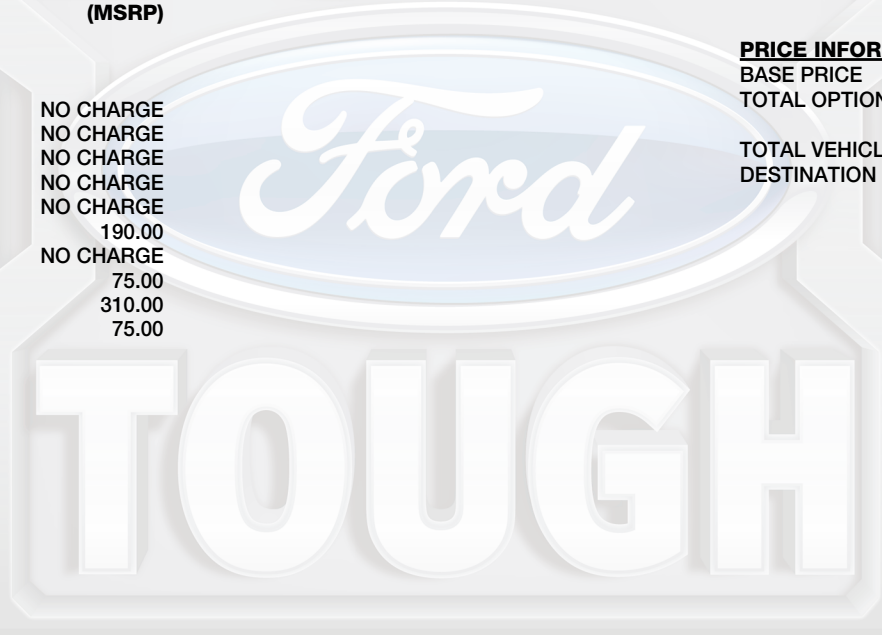 (MSRP)
NO CHARGE
NO CHARGE
NO CHARGE
NO CHARGE
NO CHARGE
190.00
NO CHARGE
75.00
310.00
75.00
PRICE INFOR
BASE PRICE
TOTAL OPTION
TOTAL VEHICL
DESTINATION
Ford
TOUGH